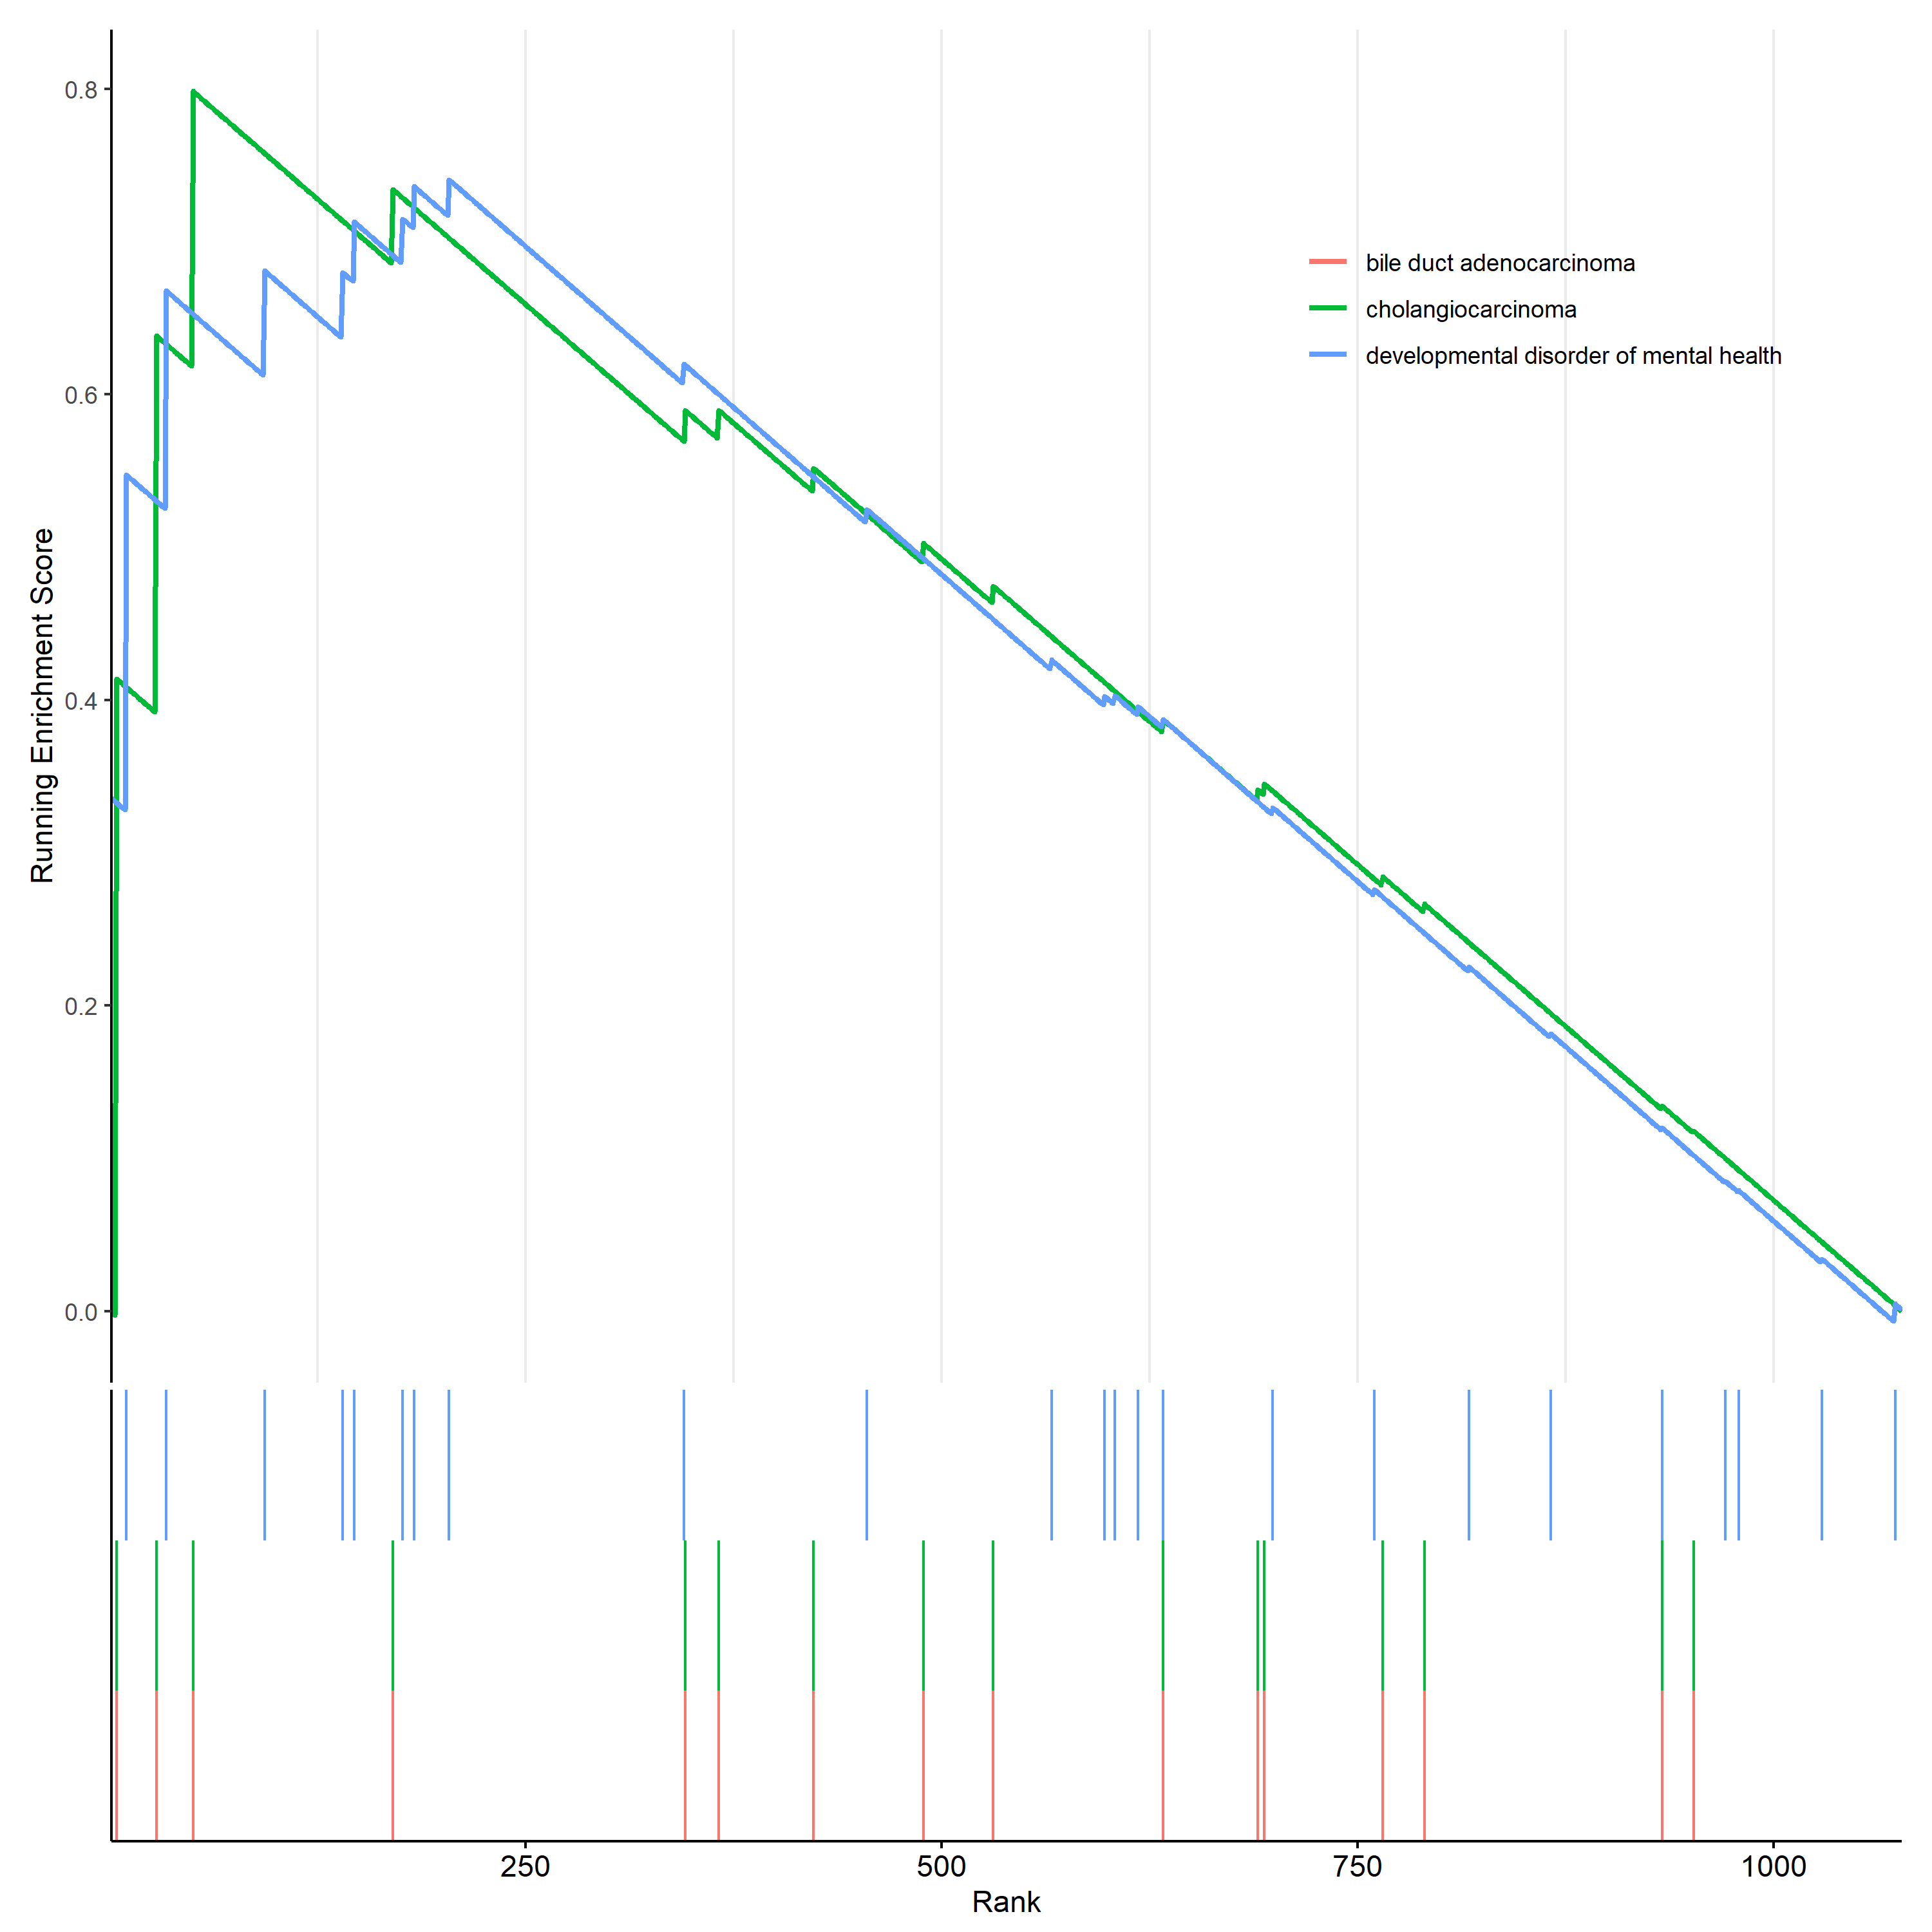 0.8
0.6
0.4
0.2
0.0
Running Enrichment Score
bile duct adenocarcinoma
cholangiocarcinoma
developmental disorder of mental health
250 500 750 1000
Rank